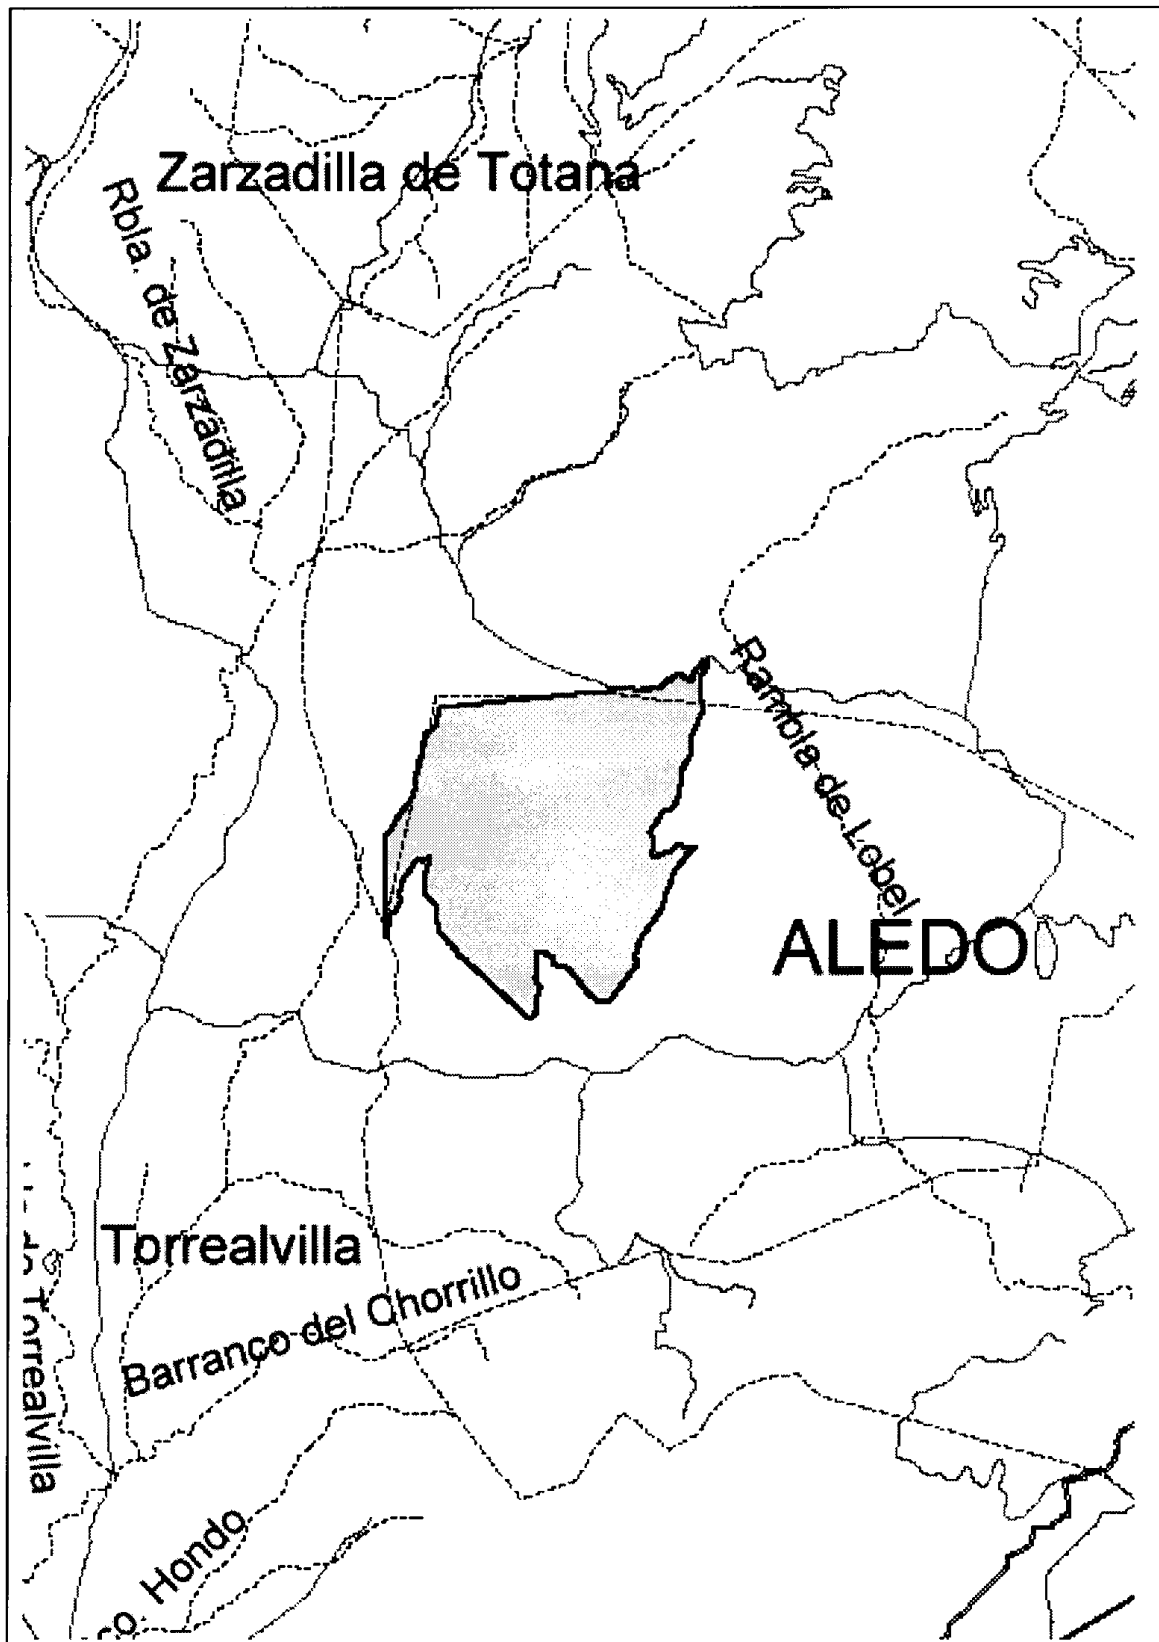 Zarzadilla de Totana
Rbla. de Zarzadilla
Rambla de Lobel
ALEDO
Torrealvilla
Barranco del Chorrillo
Torrealvilla
Hondo